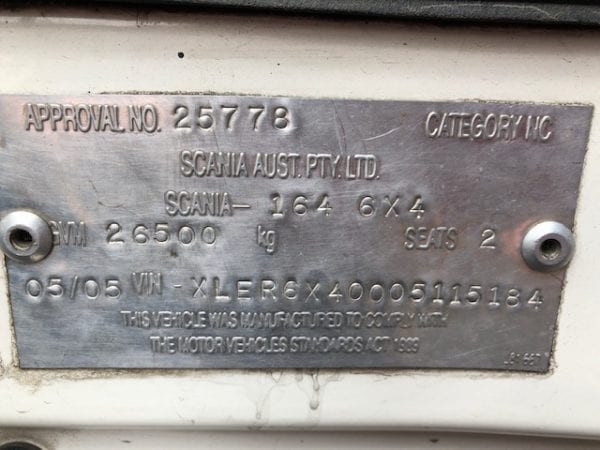 APPROVAL NO. 25778 CATEGORY NC
SCANIA AUST. PTY. LTD.
SCANIA- 164 6X4
GVM 26500 kg SEATS 2
05/05 VIN - XLER6X40005115184
THIS VEHICLE WAS MANUFACTURED TO COMPLY WITH
THE MOTOR VEHICLES STANDARDS ACT 1989